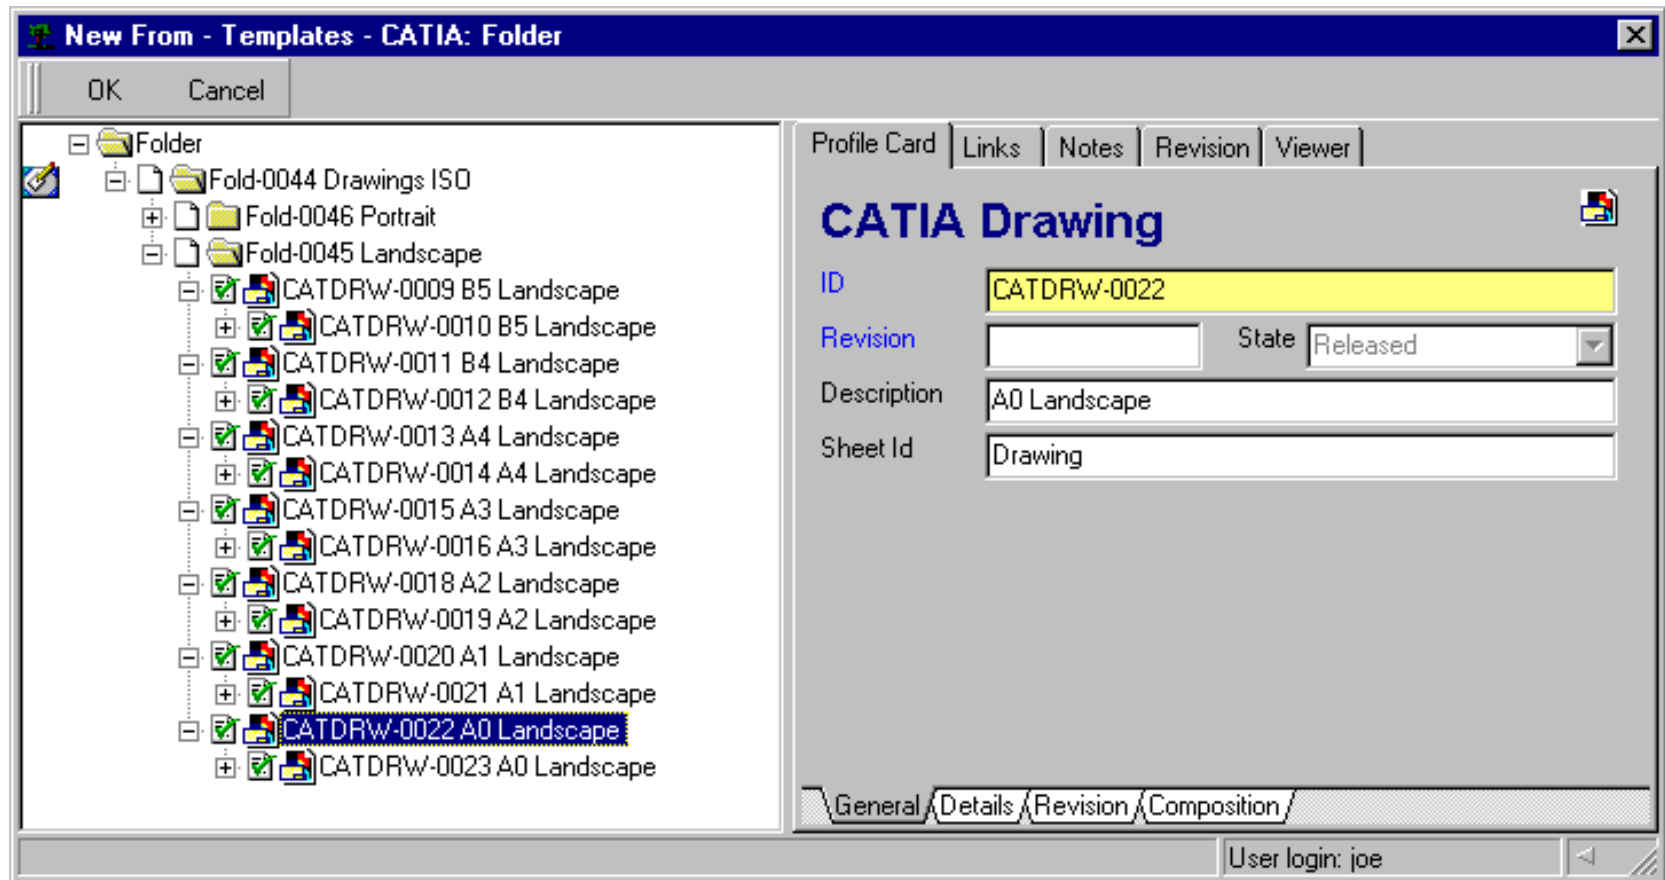 New From - Templates - CATIA: Folder
OK Cancel
Folder
Fold-0044 Drawings ISO
Fold-0046 Portrait
Fold-0045 Landscape
CATDRW-0009 B5 Landscape
CATDRW-0010 B5 Landscape
CATDRW-0011 B4 Landscape
CATDRW-0012 B4 Landscape
CATDRW-0013 A4 Landscape
CATDRW-0014 A4 Landscape
CATDRW-0015 A3 Landscape
CATDRW-0016 A3 Landscape
CATDRW-0018 A2 Landscape
CATDRW-0019 A2 Landscape
CATDRW-0020 A1 Landscape
CATDRW-0021 A1 Landscape
CATDRW-0022 A0 Landscape
CATDRW-0023 A0 Landscape
Profile Card Links Notes Revision Viewer
CATIA Drawing
ID CATDRW-0022
Revision State Released
Description A0 Landscape
Sheet Id Drawing
General Details Revision Composition
User login: joe